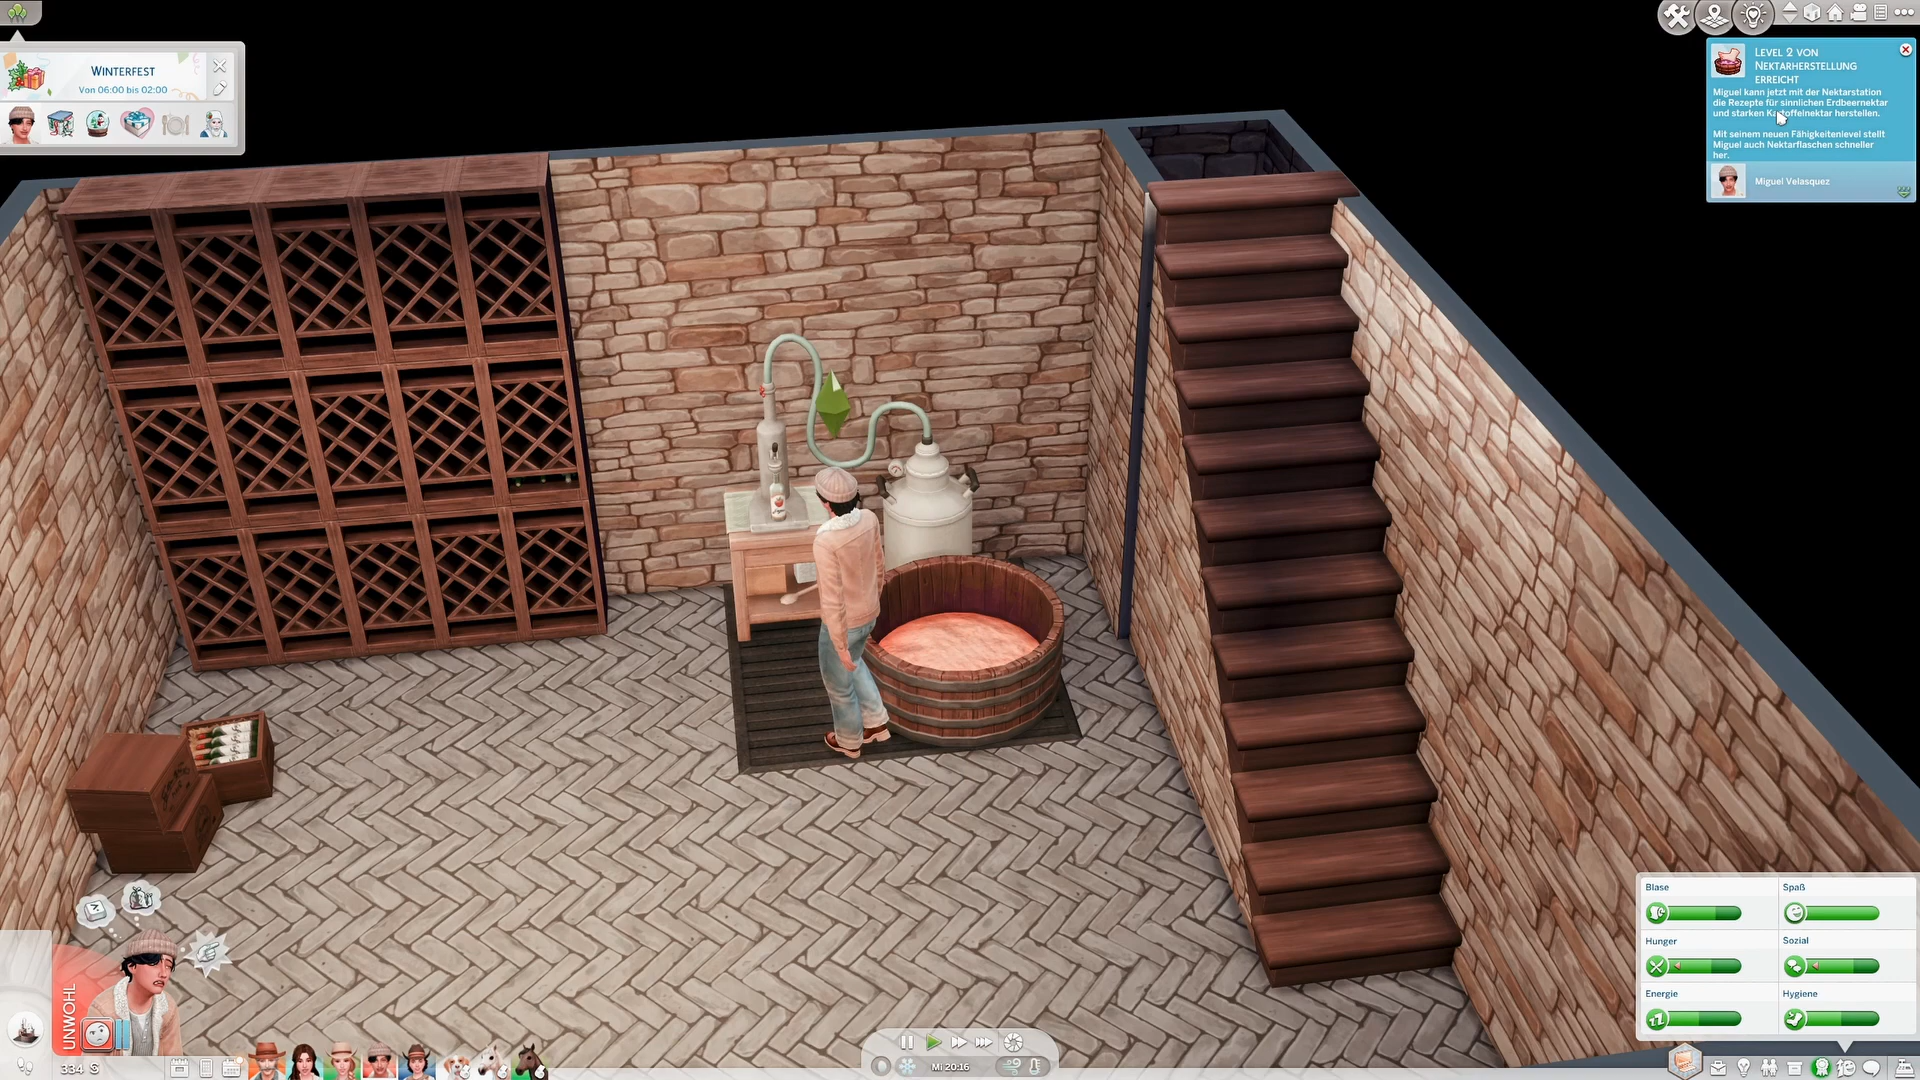 Winterfest
Von 06:00 bis 02:00
Level 2 von
Nektarherstellung
erreicht
Miguel kann jetzt mit der Nektarstation
die Rezepte für sinnlichen Erdbeernektar
und starken Kartoffelnektar herstellen.
Mit seinem neuen Fähigkeitenlevel stellt
Miguel auch Nektarflaschen schneller
her.
Miguel Velasquez
Blase
Spaß
Hunger
Sozial
Energie
Hygiene
UNWOHL
334
Mi 20:16